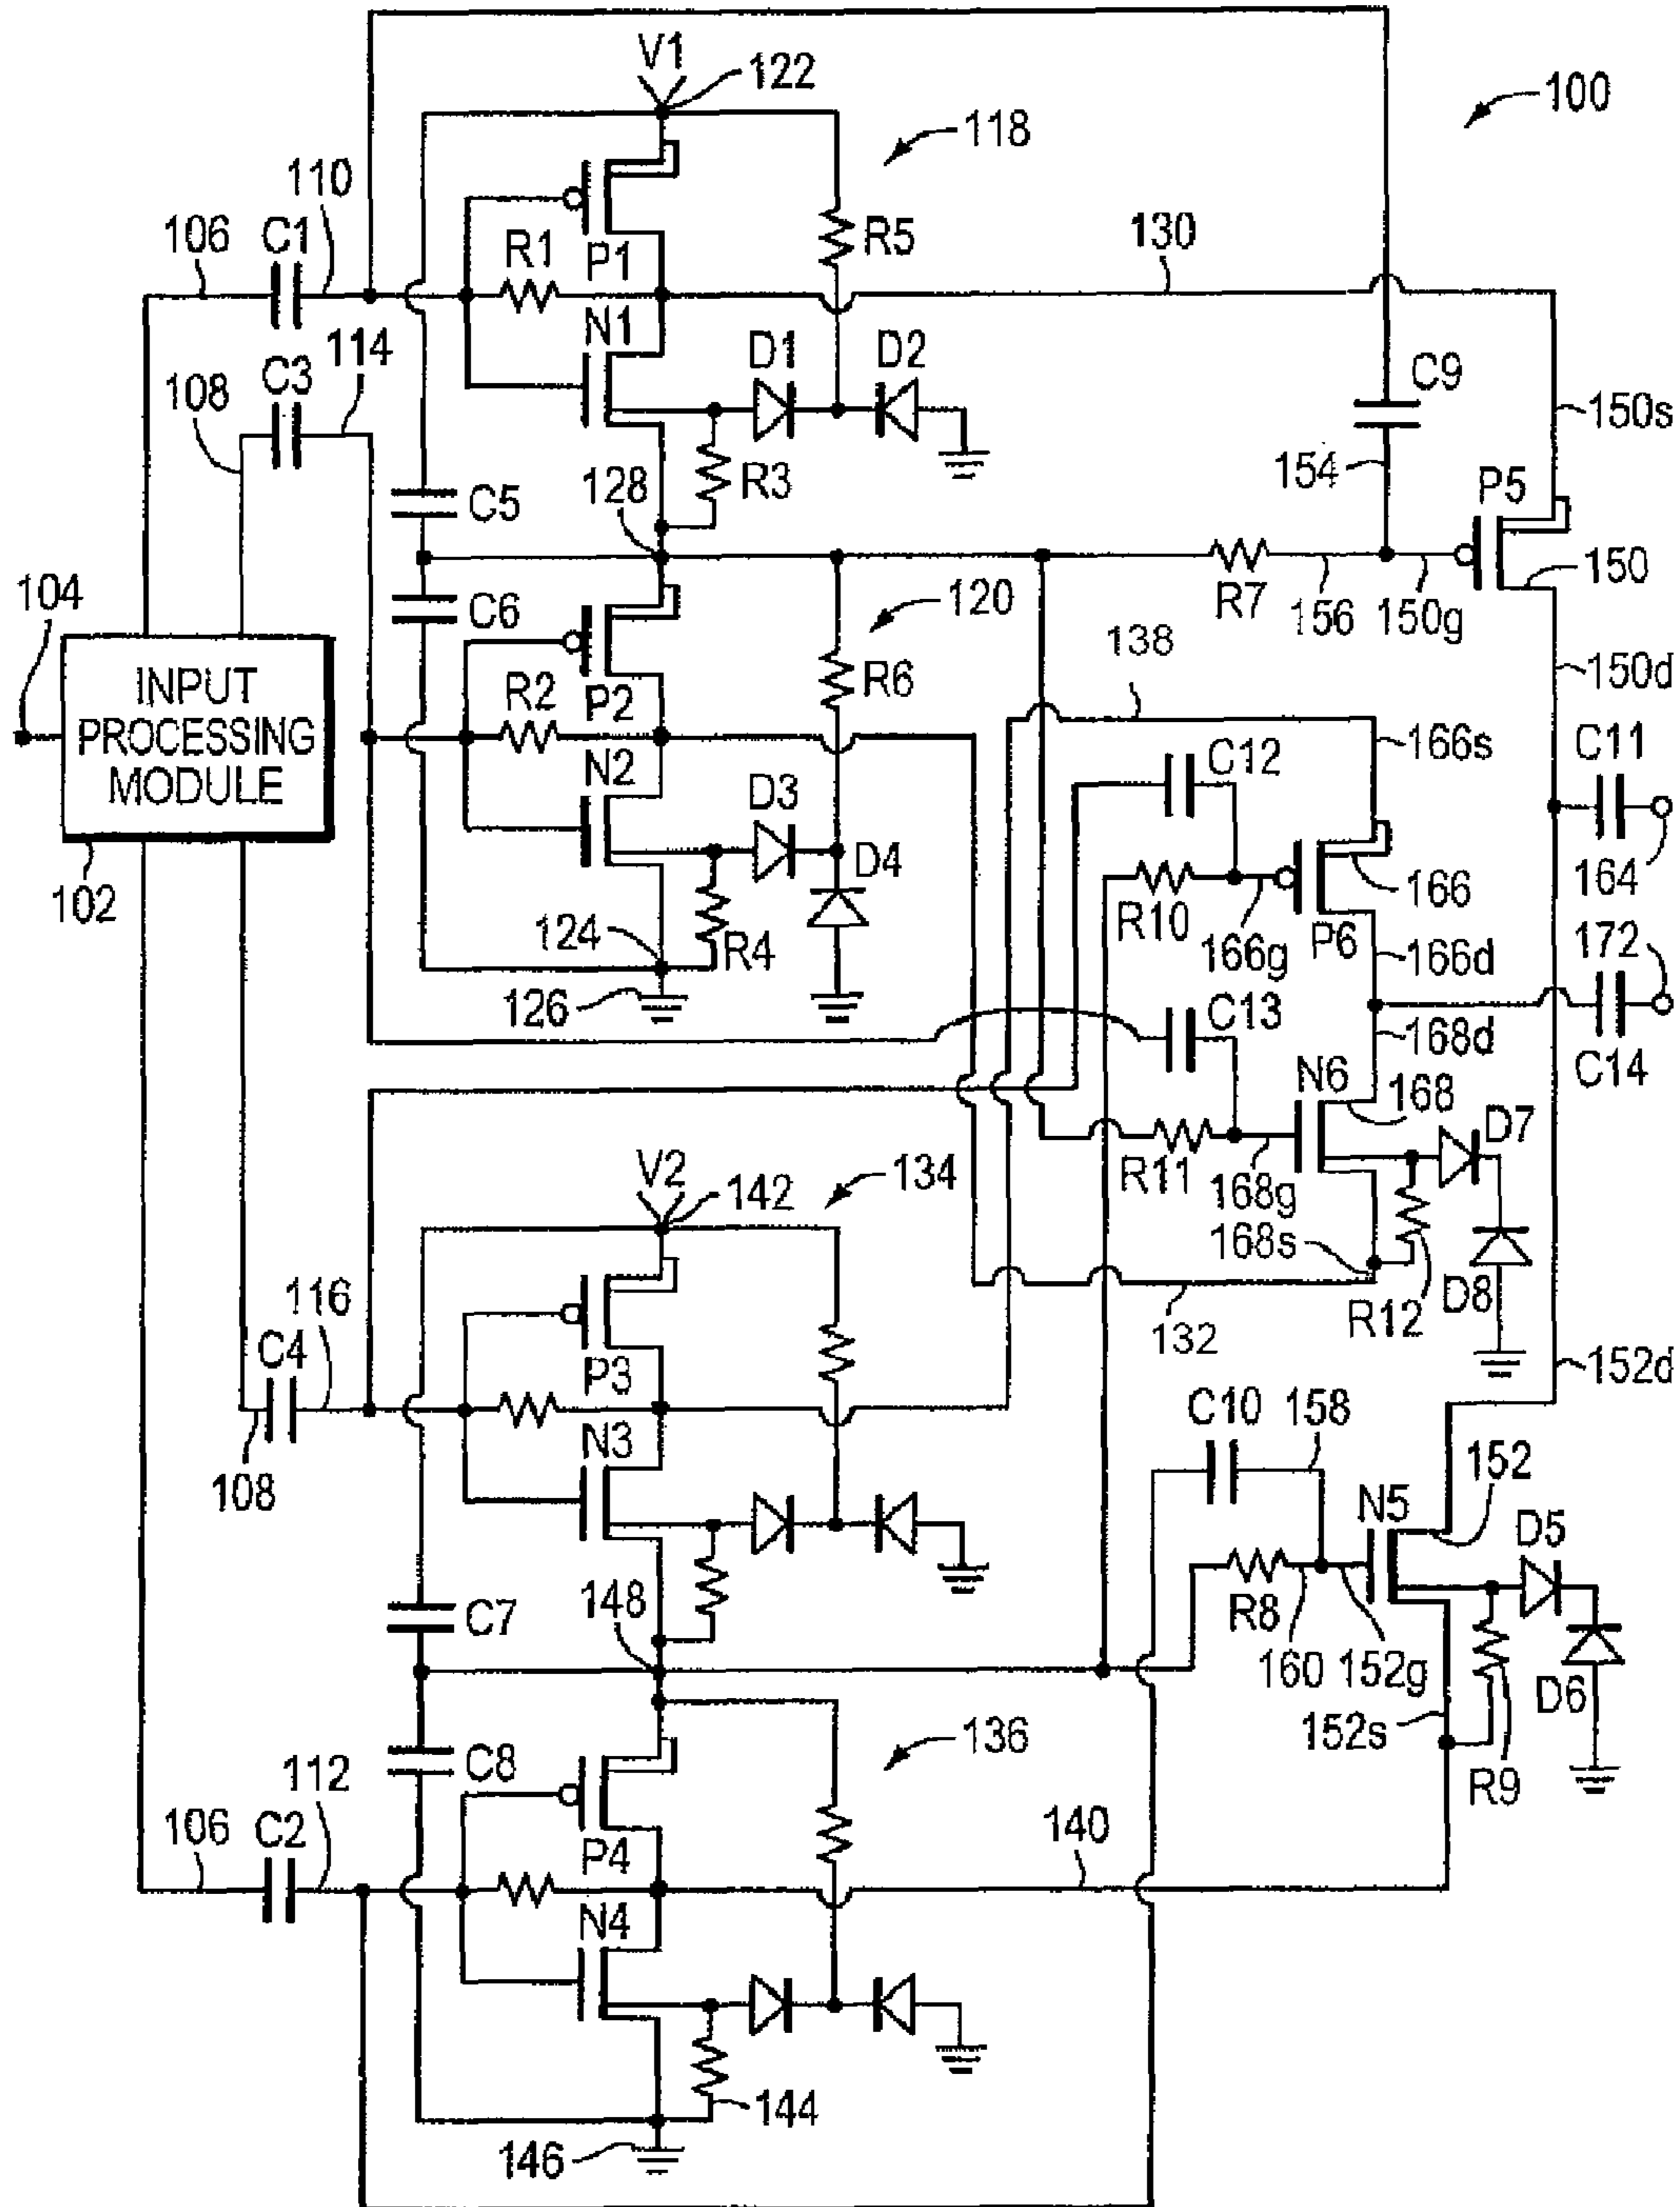 V1
122
100
118
110
106
C1
R1
P1
R5
130
N1
114
C3
108
D1
D2
C9
150s
R3
154
P5
128
C5
104
C6
120
R7
156
150g
150
138
INPUT
PROCESSING
MODULE
R2
P2
R6
150d
N2
C12
166s
C11
D3
D4
102
R4
R10
166
164
124
166g
P6
172
166d
126
C13
168d
C14
N6
168
D7
V2
142
134
R11
168g
168s
116
R12
D8
C4
P3
132
152d
N3
C10
158
108
152
N5
D5
C7
148
R8
160
152g
D6
152s
C8
136
R9
112
106
C2
P4
140
N4
144
146